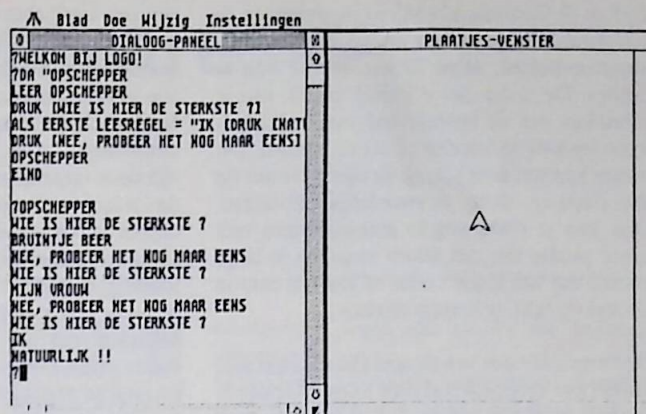 Blad Doe Wijzig Instellingen
DIALOOG-PANEEL
PLAATJES-VENSTER
?WELKOM BIJ LOGO!
?DA "OPSCHEPPER
LEER OPSCHEPPER
DRUK [WIE IS HIER DE STERKSTE ?]
ALS EERSTE LEESREGEL = "IK [DRUK [NAT
DRUK [NEE, PROBEER HET NOG MAAR EENS]
OPSCHEPPER
EIND
?OPSCHEPPER
WIE IS HIER DE STERKSTE ?
BRUINTJE BEER
NEE, PROBEER HET NOG MAAR EENS
WIE IS HIER DE STERKSTE ?
MIJN VROUW
NEE, PROBEER HET NOG MAAR EENS
WIE IS HIER DE STERKSTE ?
IK
NATUURLIJK !!
?